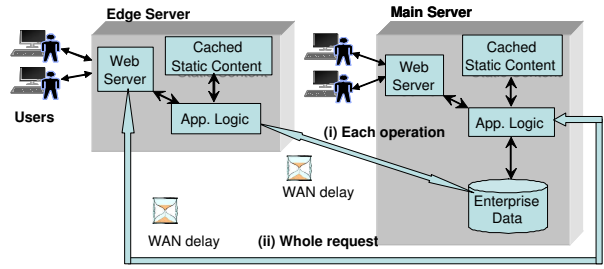 Edge Server
Main Server
Web
Server
Cached
Static Content
App. Logic
Users
Web
Server
Cached
Static Content
App. Logic
(i) Each operation
WAN delay
Enterprise
Data
WAN delay
(ii) Whole request